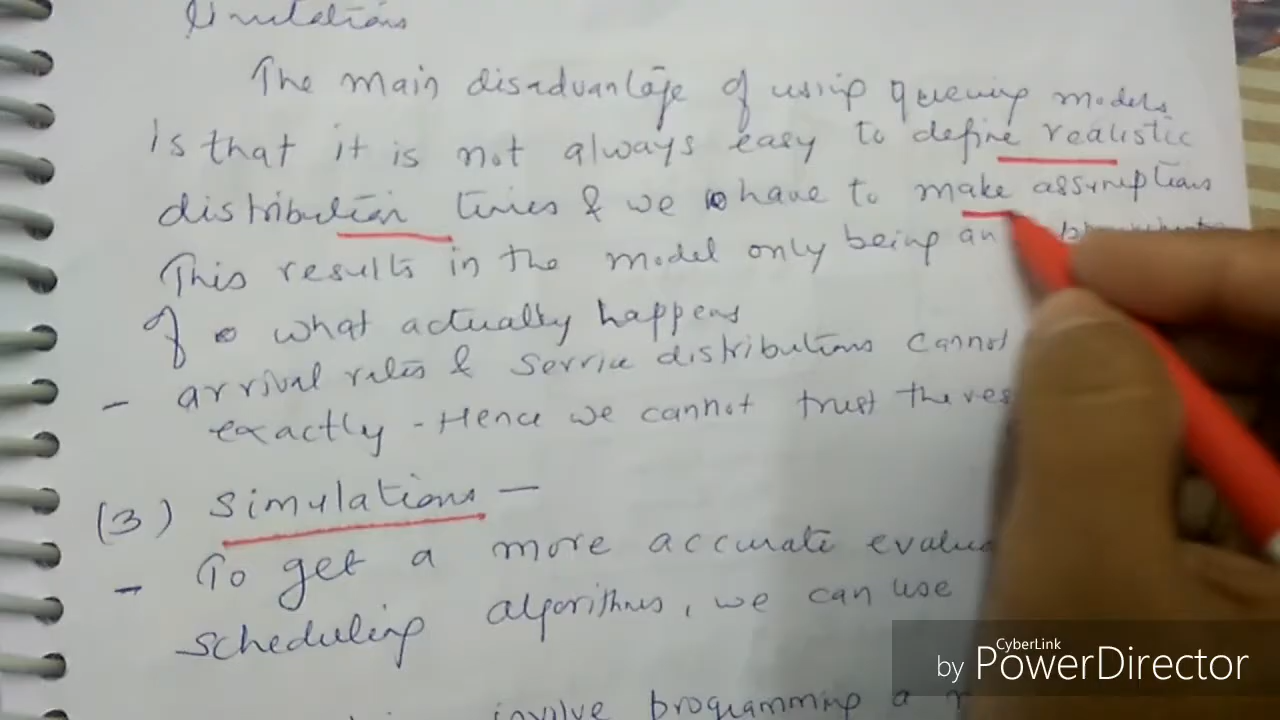 limitations
The main disadvantage of using queuing models
is that it is not always easy to define realistic
distribution times & we have to make assumptions
This results in the model only being an
of what actually happens
- arrival rates & service distributions cannot
exactly - Hence we cannot trust the res
(3) Simulations -
- To get a more accurate evalua
scheduling algorithms, we can use
involve programming a
CyberLink
by PowerDirector